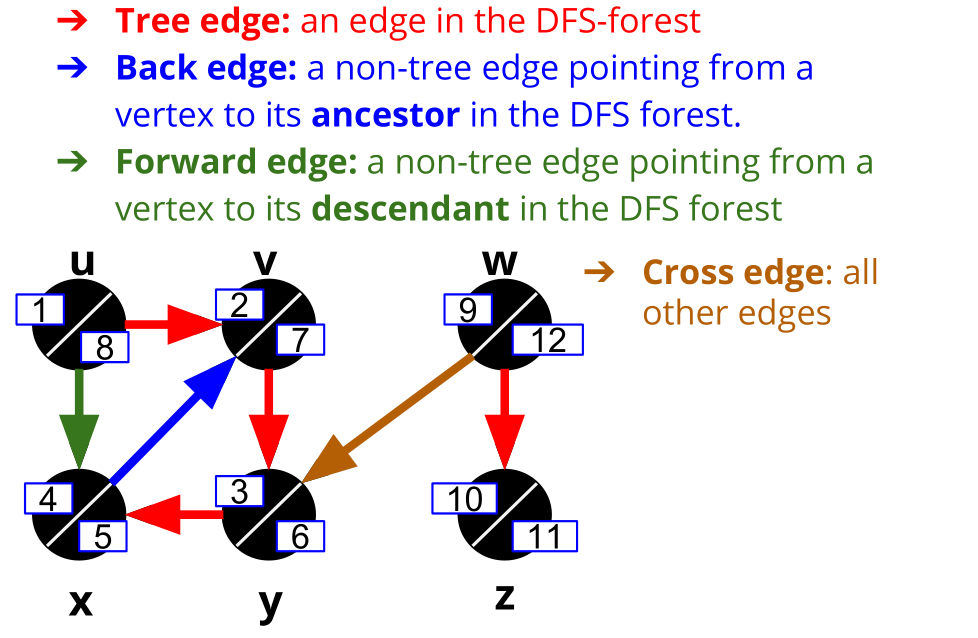 ➔ Tree edge: an edge in the DFS-forest
➔ Back edge: a non-tree edge pointing from a
vertex to its ancestor in the DFS forest.
➔ Forward edge: a non-tree edge pointing from a
vertex to its descendant in the DFS forest
➔ Cross edge: all
other edges
u v w
1 2 9
8 7 12
4 3 10
5 6 11
x y z